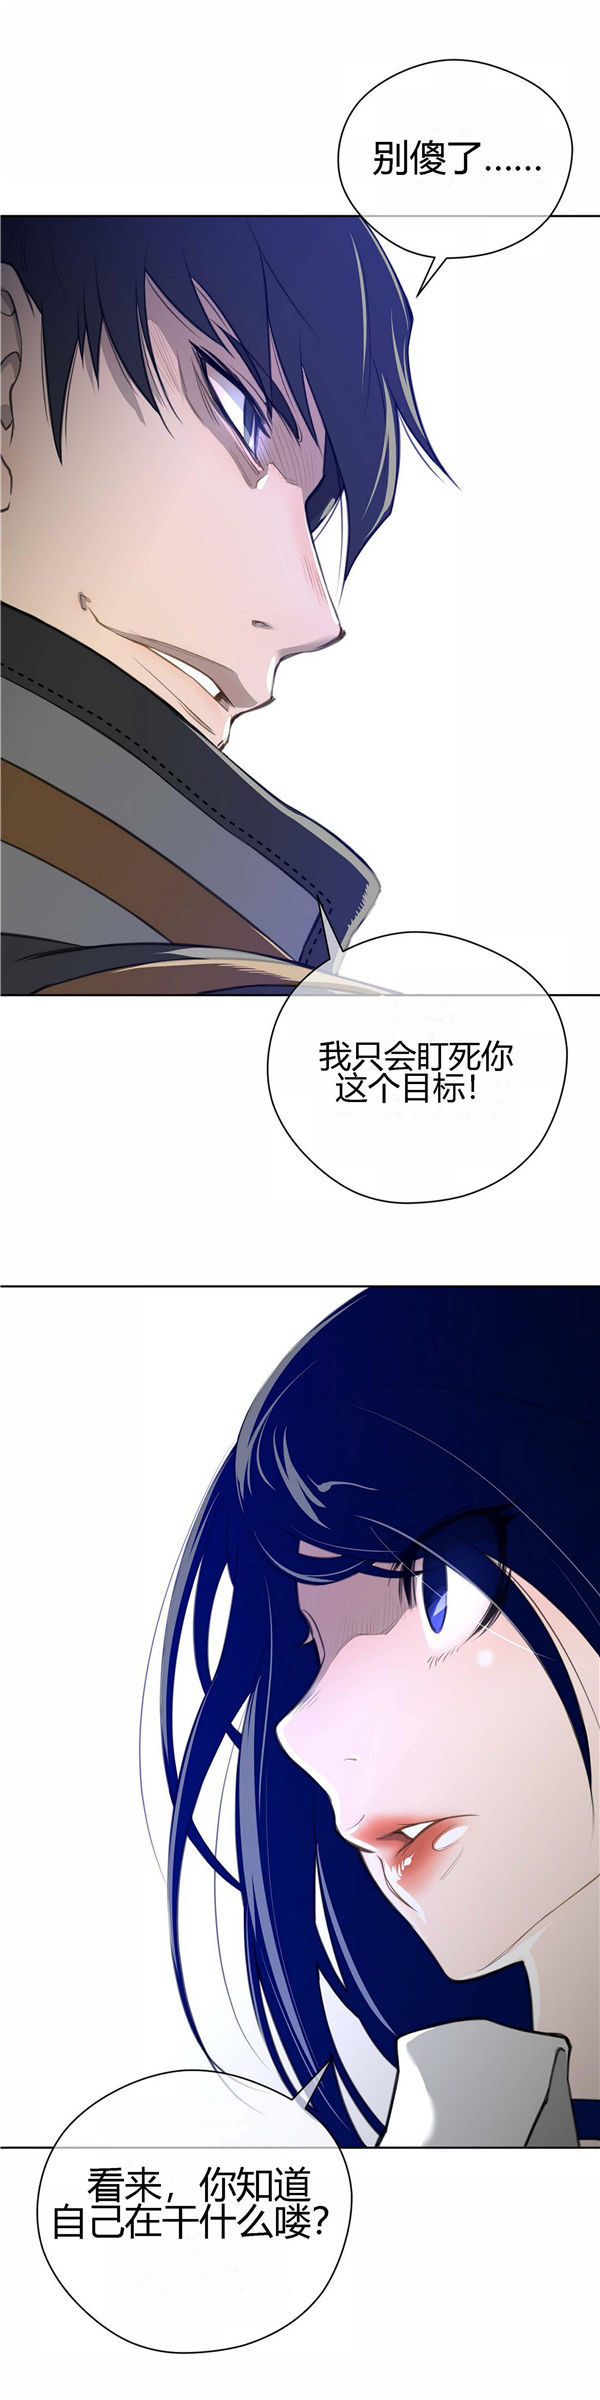 别傻了……
我只会盯死你
这个目标！
看来，你知道
自己在干什么喽？